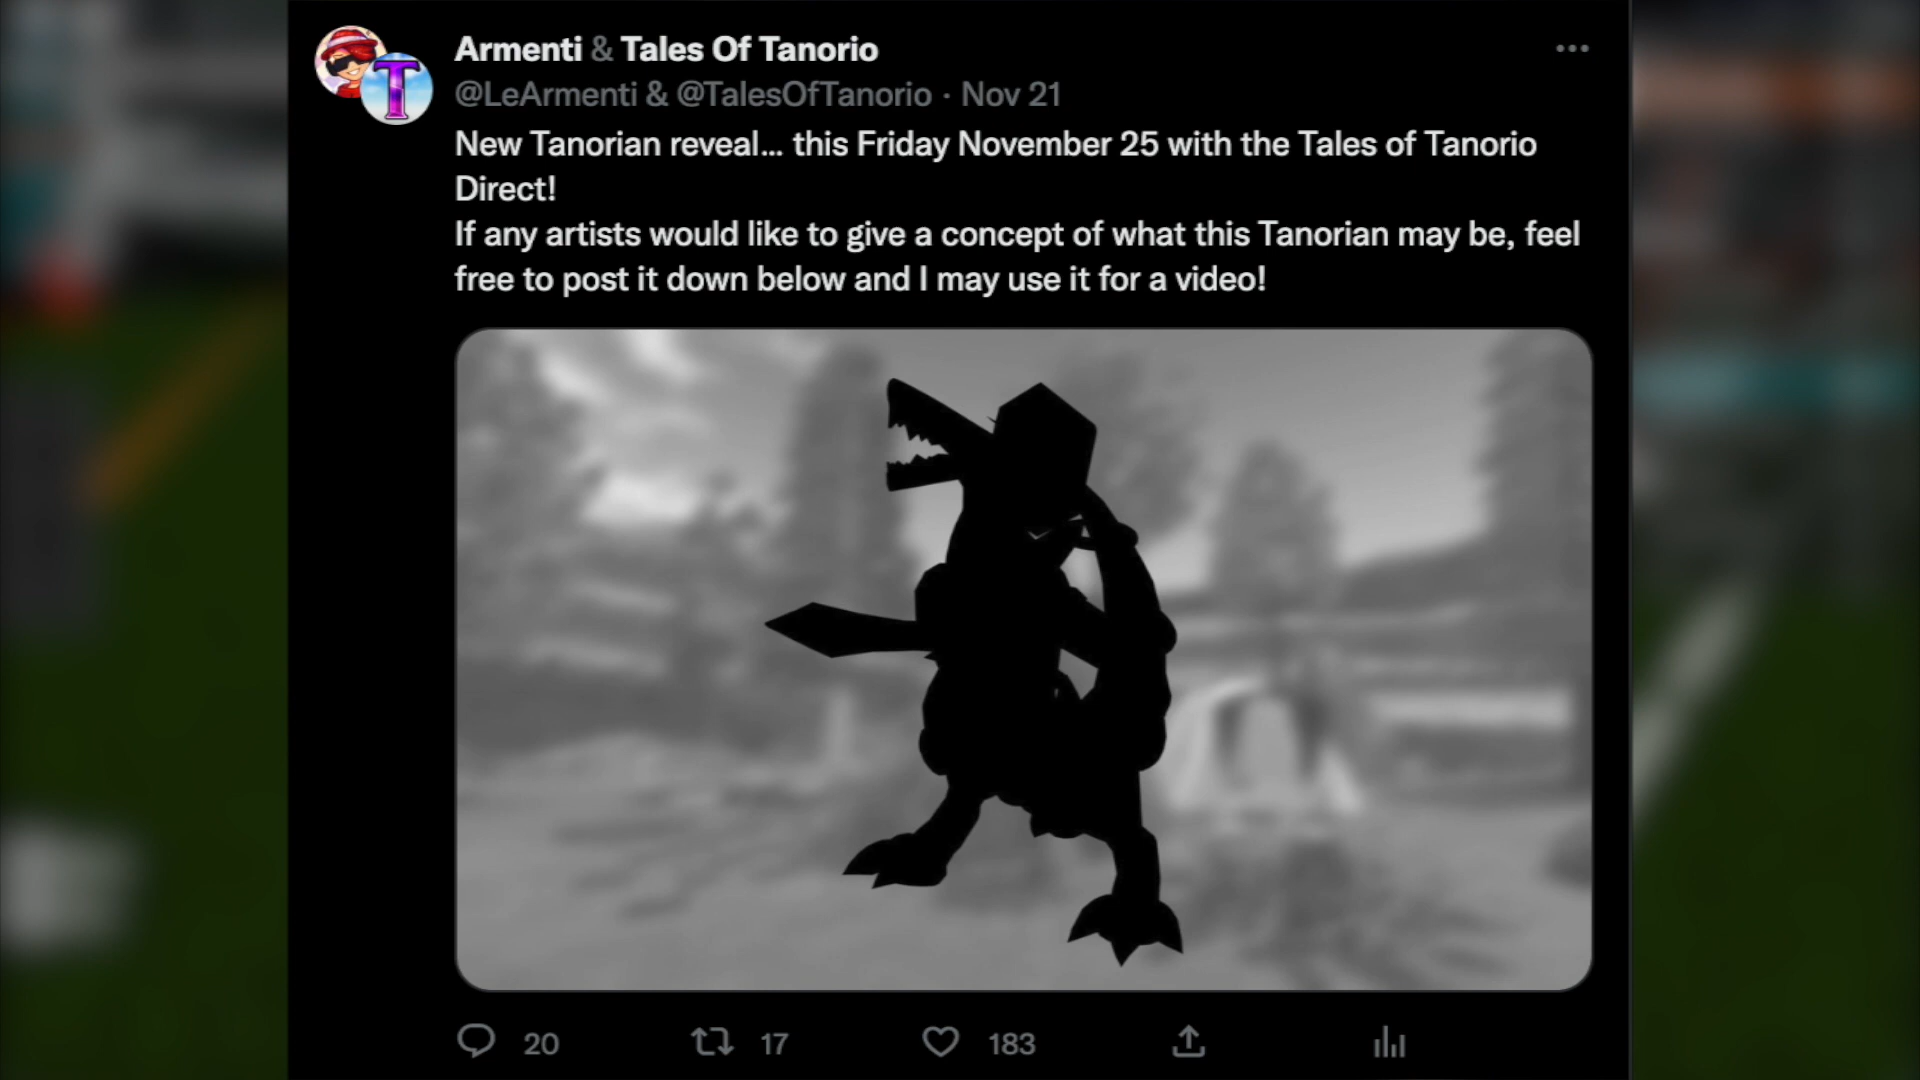 Armenti & Tales Of Tanorio
@LeArmenti & @TalesOfTanorio · Nov 21
New Tanorian reveal... this Friday November 25 with the Tales of Tanorio
Direct!
If any artists would like to give a concept of what this Tanorian may be, feel
free to post it down below and I may use it for a video!
20 17 183